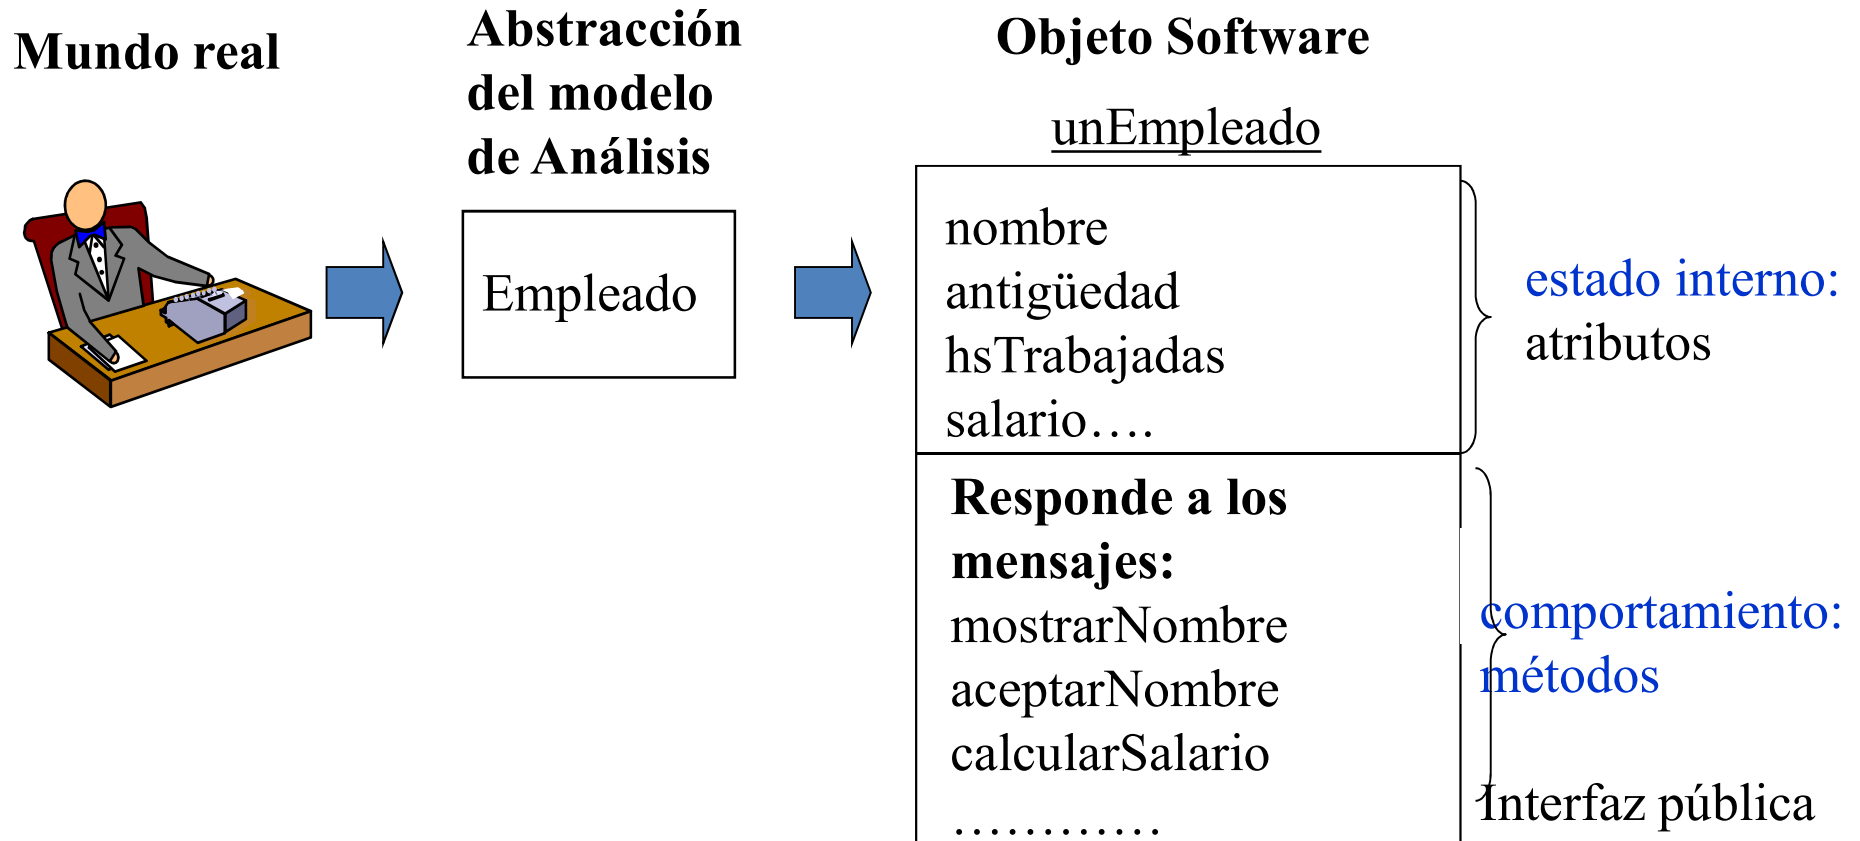 Mundo real
Abstracción
del modelo
de Análisis
Empleado
Objeto Software
unEmpleado
nombre
antigüedad
hsTrabajadas
salario….
estado interno:
atributos
Responde a los
mensajes:
mostrarNombre
aceptarNombre
calcularSalario
…………
comportamiento:
métodos
Interfaz pública